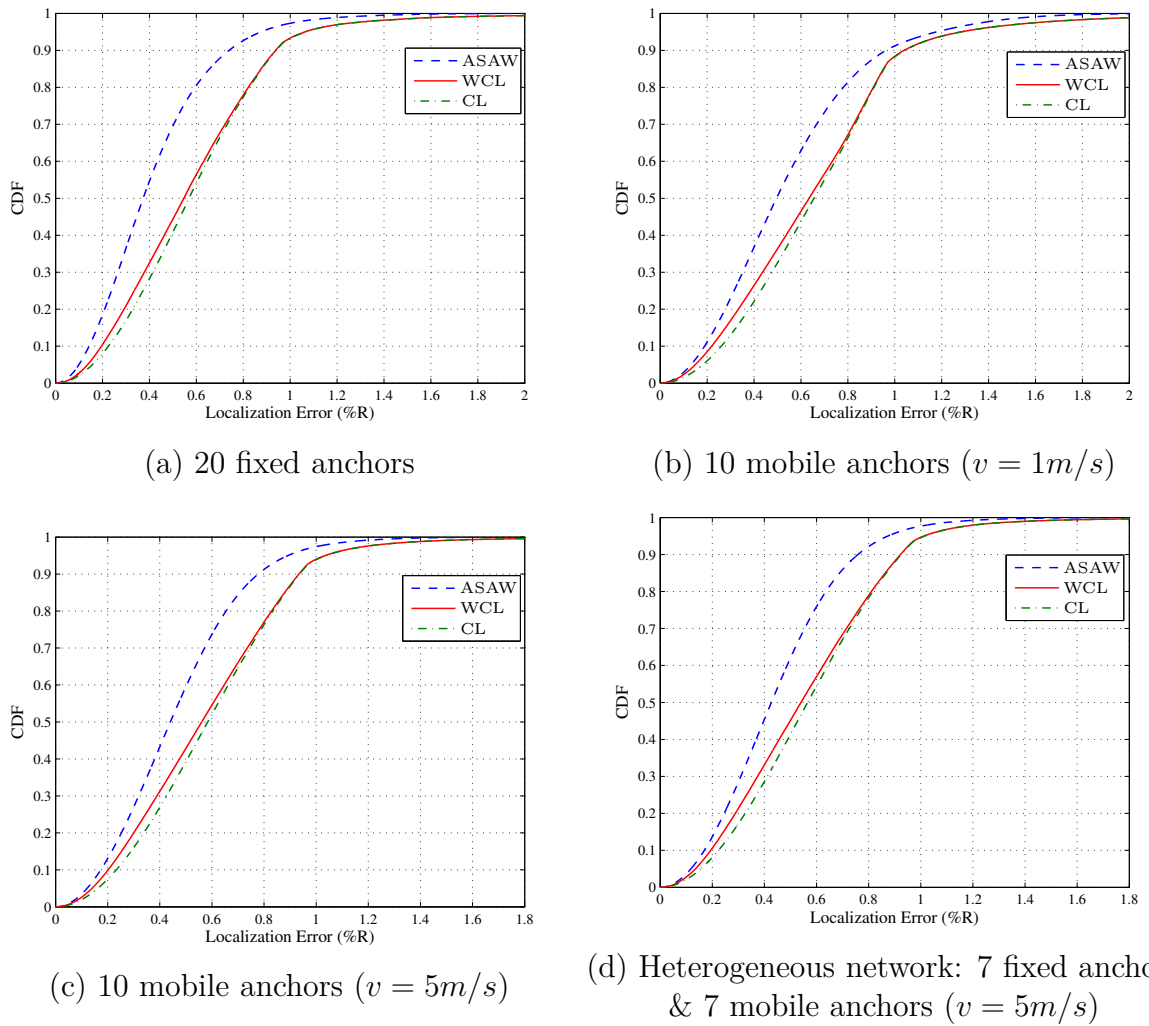 1
0.9
0.8
0.7
0.6
0.5
0.4
0.3
0.2
0.1
0
CDF
ASAW
WCL
CL
0 0.2 0.4 0.6 0.8 1 1.2 1.4 1.6 1.8 2
Localization Error (%R)
(a) 20 fixed anchors
1
0.9
0.8
0.7
0.6
0.5
0.4
0.3
0.2
0.1
0
CDF
ASAW
WCL
CL
0 0.2 0.4 0.6 0.8 1 1.2 1.4 1.6 1.8 2
Localization Error (%R)
(b) 10 mobile anchors (v = 1m/s)
1
0.9
0.8
0.7
0.6
0.5
0.4
0.3
0.2
0.1
0
CDF
ASAW
WCL
CL
0 0.2 0.4 0.6 0.8 1 1.2 1.4 1.6 1.8
Localization Error (%R)
(c) 10 mobile anchors (v = 5m/s)
1
0.9
0.8
0.7
0.6
0.5
0.4
0.3
0.2
0.1
0
CDF
ASAW
WCL
CL
0 0.2 0.4 0.6 0.8 1 1.2 1.4 1.6 1.8
Localization Error (%R)
(d) Heterogeneous network: 7 fixed ancho
& 7 mobile anchors (v = 5m/s)